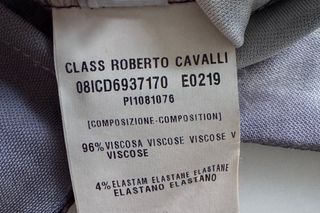 CLASS ROBERTO CAVALLI
08ICD6937170 E0219
PI1081076
[COMPOSIZIONE-COMPOSITION]
96% VISCOSA VISCOSE VISCOSE V
VISCOSE
4% ELASTAM ELASTANE ELASTANE
ELASTANO ELASTANO